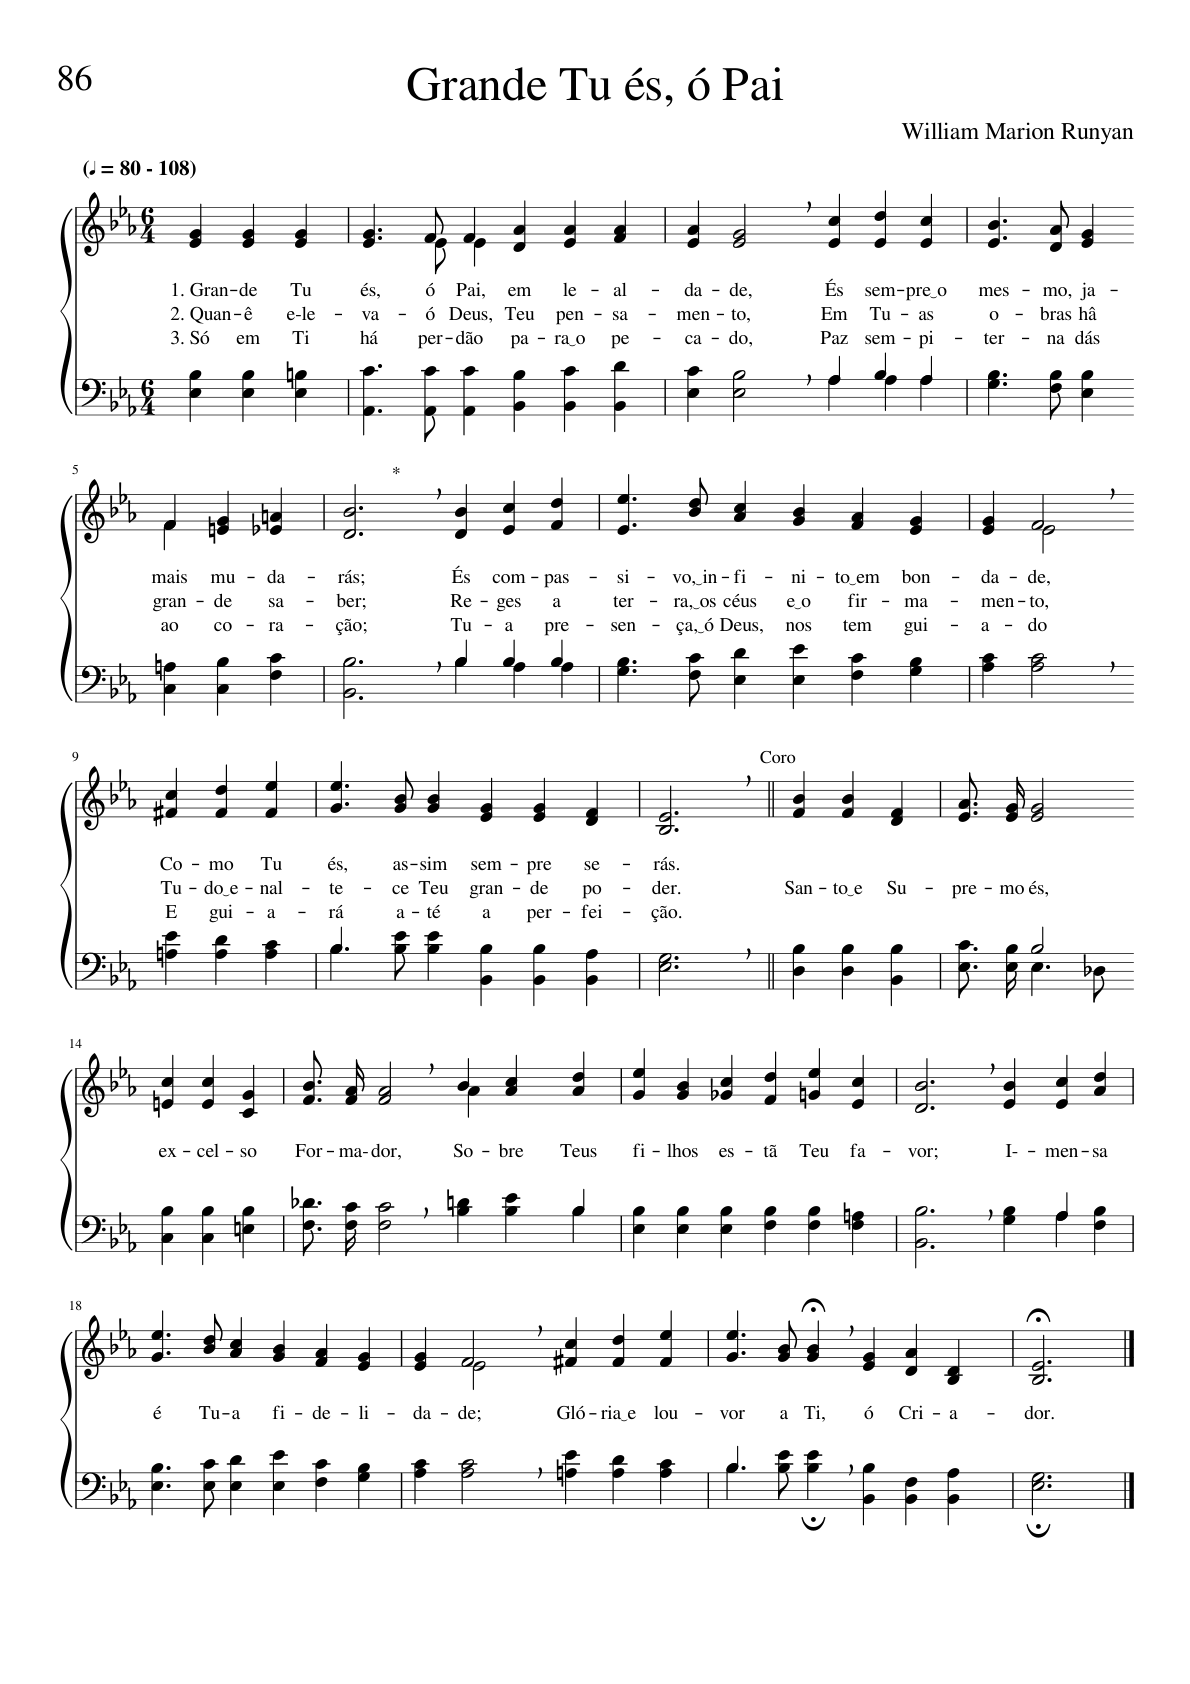 86
Grande Tu és, ó Pai
William Marion Runyan
(♩ = 80 - 108)
1. Gran–de Tu és, ó Pai, em le – al – da – de, És sem–pre‿o mes – mo, ja –
2. Quan–ê e-le – va – ó Deus, Teu pen – sa – men – to, Em Tu – as o – bras hâ
3. Só em Ti há per–dão pa – ra‿o pe – ca – do, Paz sem – pi – ter – na dás
5
*
mais mu – da – rás; És com – pas – si – vo,‿in – fi – ni – to‿em bon – da – de,
gran – de sa – ber; Re – ges a ter – ra,‿os céus e‿o fir – ma – men – to,
ao co – ra – ção; Tu – a pre – sen – ça,‿ó Deus, nos tem gui – a – do
9
Coro
Co – mo Tu és, as – sim sem – pre se – rás.
Tu – do‿e – nal – te – ce Teu gran – de po – der. San – to‿e Su – pre – mo és,
E gui – a – rá a – té a per – fei – ção.
14
ex – cel – so For – ma- dor, So – bre Teus fi – lhos es – tã Teu fa – vor; I- – men – sa
18
é Tu – a fi – de – li – da – de; Gló – ria‿e lou – vor a Ti, ó Cri – a – dor.